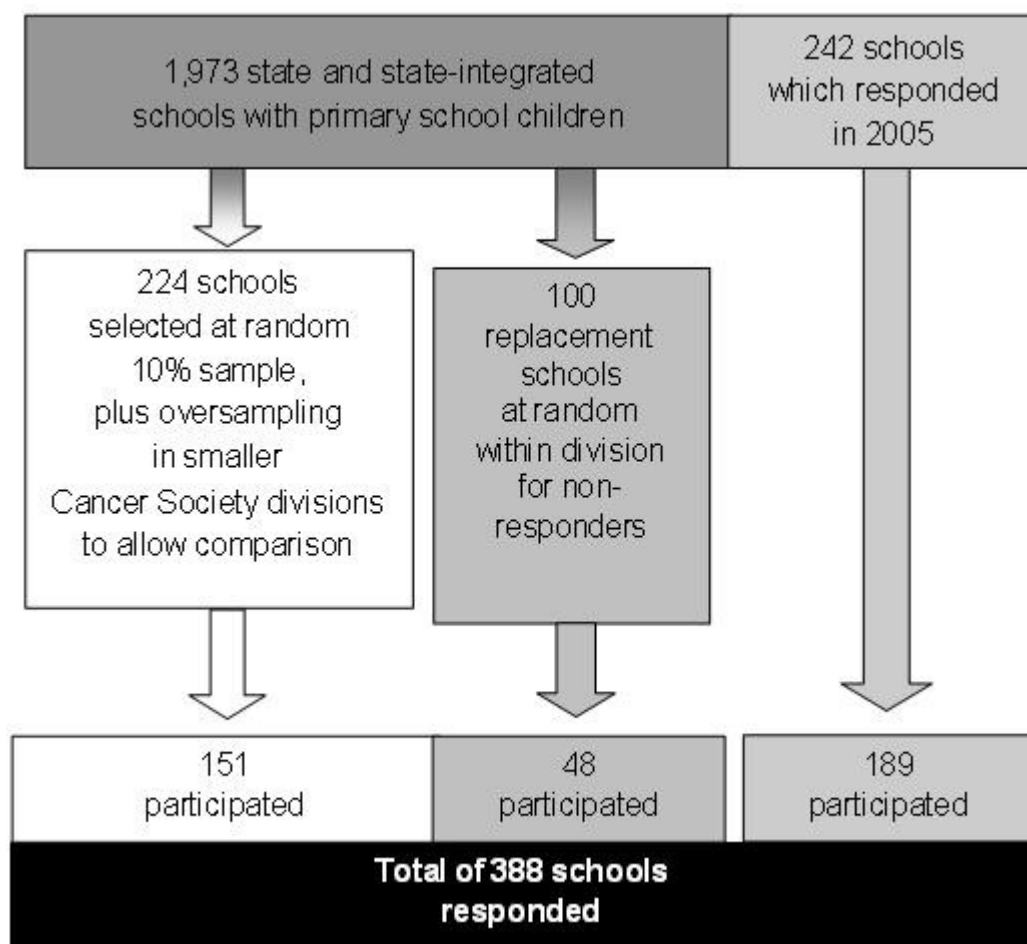 1,973 state and state-integrated
schools with primary school children
242 schools
which responded
in 2005
224 schools
selected at random
10% sample,
plus oversampling
in smaller
Cancer Society divisions
to allow comparison
100
replacement
schools
at random
within division
for non-
responders
151
participated
48
participated
189
participated
Total of 388 schools
responded